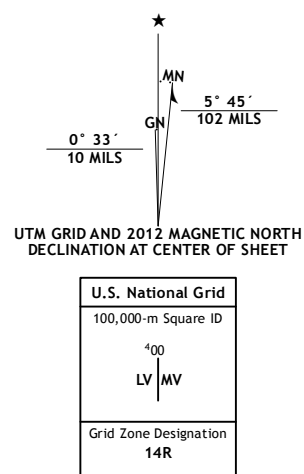 MN
5° 45´
102 MILS
GN
0° 33´
10 MILS
UTM GRID AND 2012 MAGNETIC NORTH
DECLINATION AT CENTER OF SHEET
U.S. National Grid
100,000-m Square ID
⁴00
LV MV
Grid Zone Designation
14R